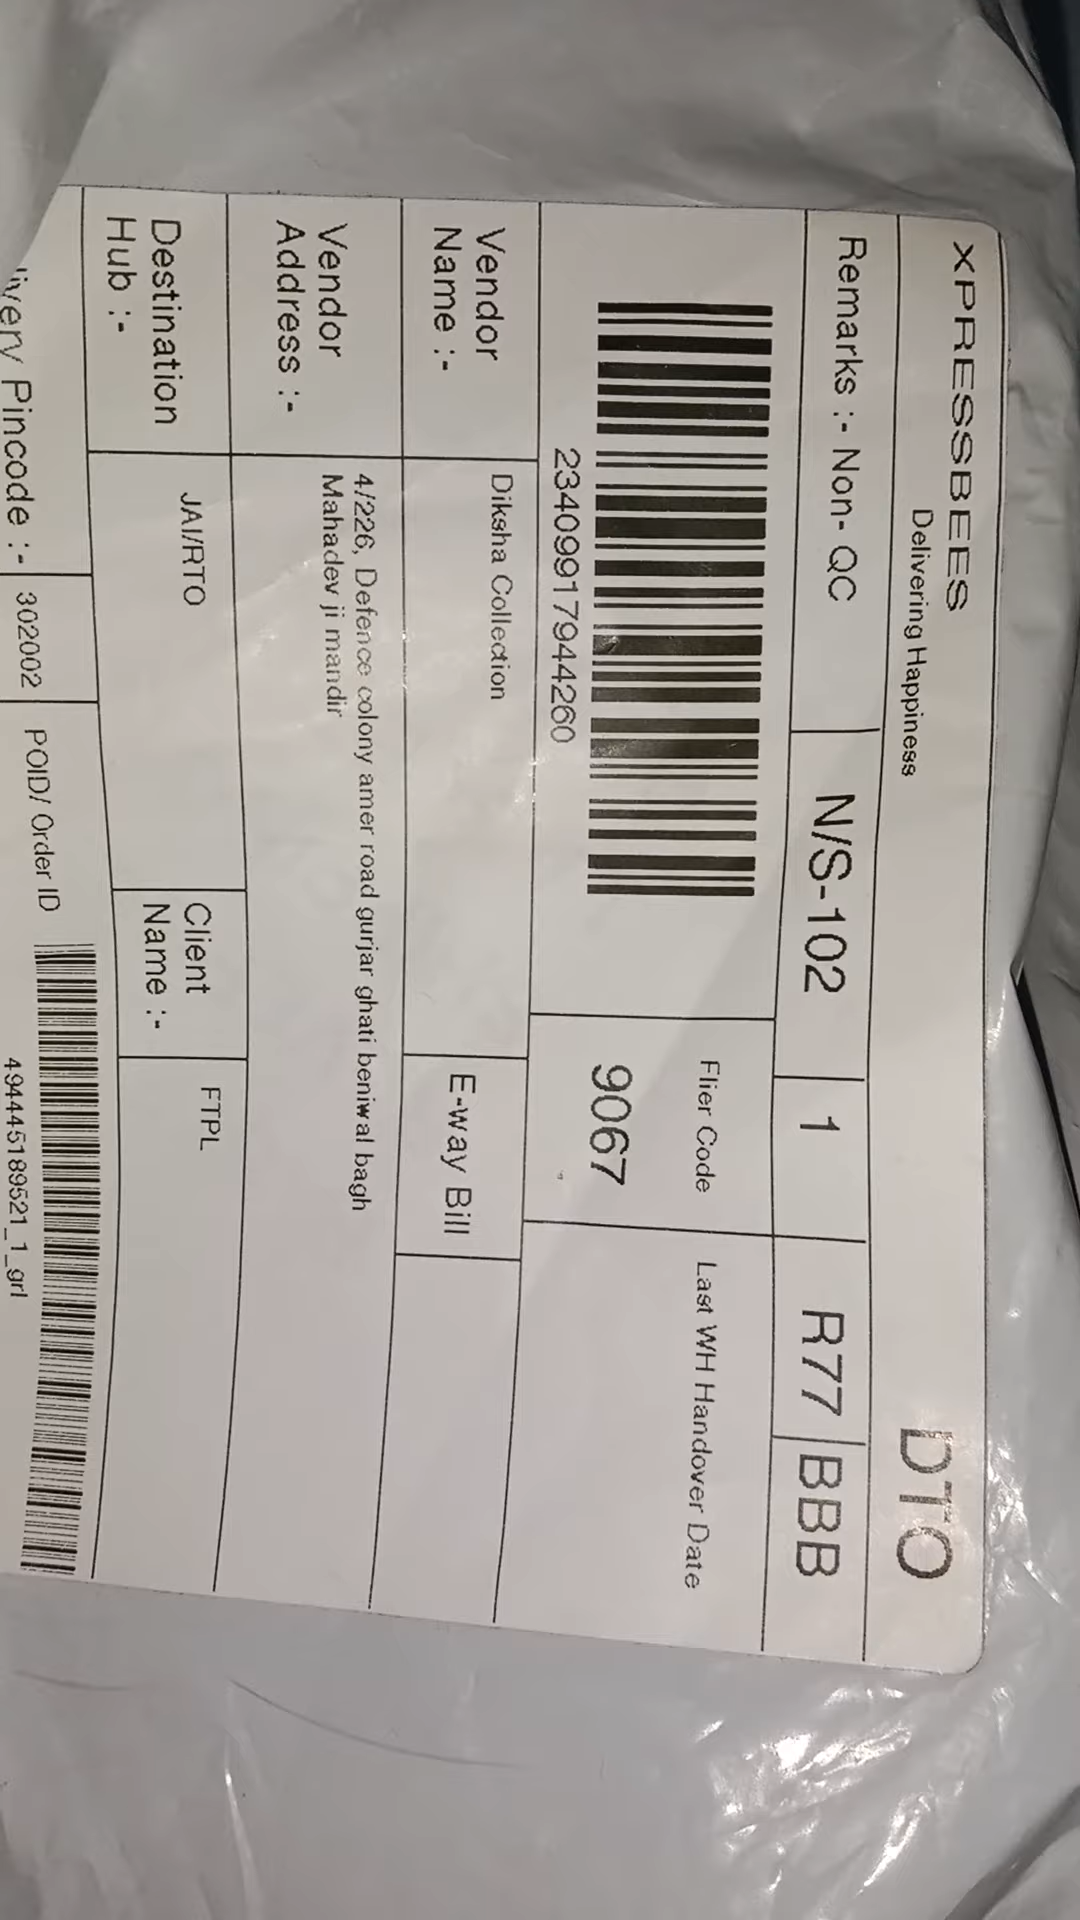 XPRESSBEES
Delivering Happiness
DTO
Remarks :- Non- QC
N/S-102
1
R77
BBB
23409917944260
Flier Code
9067
Last WH Handover Date
Vendor
Name :-
Diksha Collection
E-way Bill
Vendor
Address :-
4/226, Defence colony amer road gurjar ghati beniwal bagh
Mahadev ji mandir
Destination
Hub :-
JAI/RTO
Client
Name :-
FTPL
Pincode :-
302002
POID/ Order ID
494445189521_1_grl